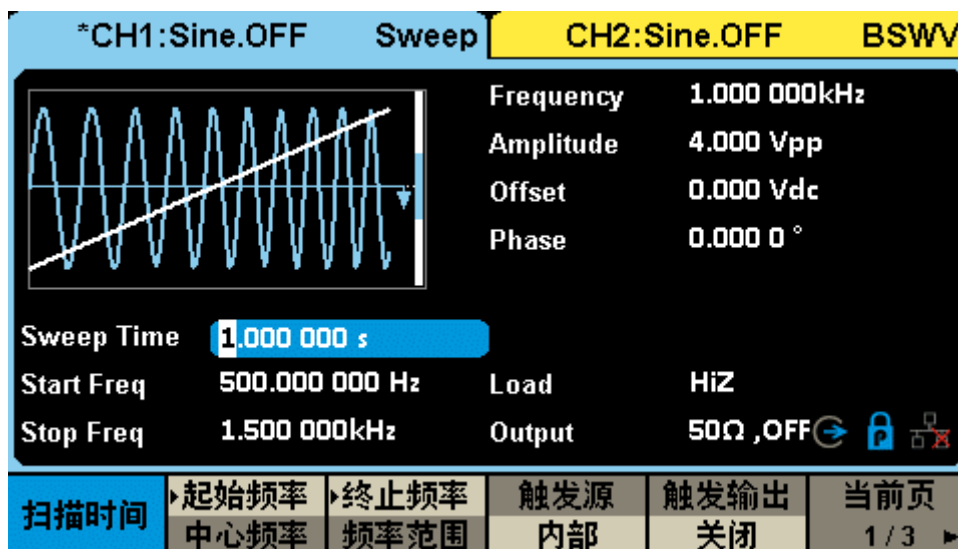 *CH1:Sine.OFF Sweep CH2:Sine.OFF BSWV
Frequency 1.000 000kHz
Amplitude 4.000 Vpp
Offset 0.000 Vdc
Phase 0.000 0 °
Sweep Time 1.000 000 s
Start Freq 500.000 000 Hz Load HiZ
Stop Freq 1.500 000kHz Output 50Ω ,OFF P
扫描时间 起始频率 终止频率 触发源 触发输出 当前页
中心频率 频率范围 内部 关闭 1/3